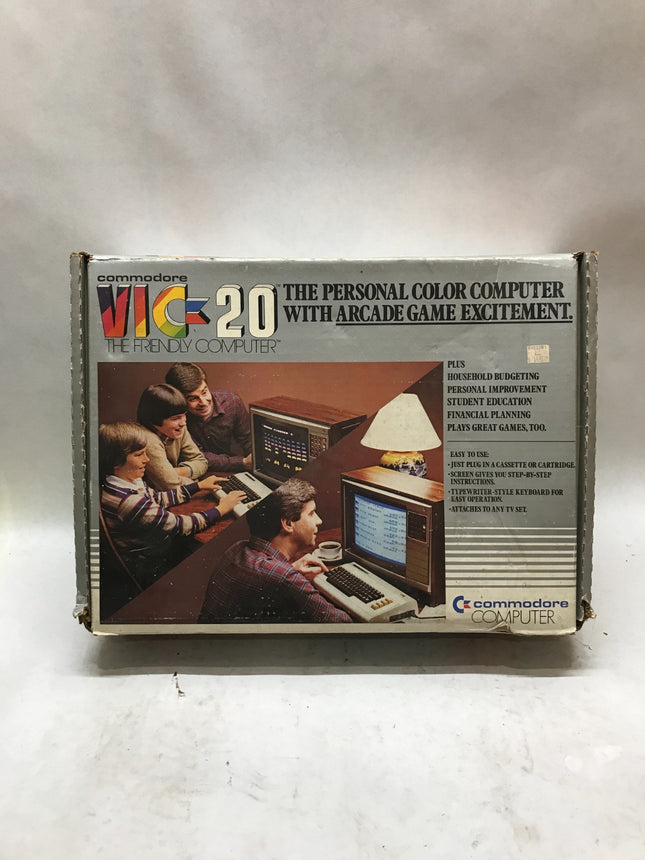 commodore
VIC-20
THE FRIENDLY COMPUTER™
THE PERSONAL COLOR COMPUTER
WITH ARCADE GAME EXCITEMENT.
PLUS
HOUSEHOLD BUDGETING
PERSONAL IMPROVEMENT
STUDENT EDUCATION
FINANCIAL PLANNING
PLAYS GREAT GAMES, TOO.
EASY TO USE:
•JUST PLUG IN A CASSETTE OR CARTRIDGE.
•SCREEN GIVES YOU STEP-BY-STEP
INSTRUCTIONS.
•TYPEWRITER-STYLE KEYBOARD FOR
EASY OPERATION.
•ATTACHES TO ANY TV SET.
commodore
COMPUTER